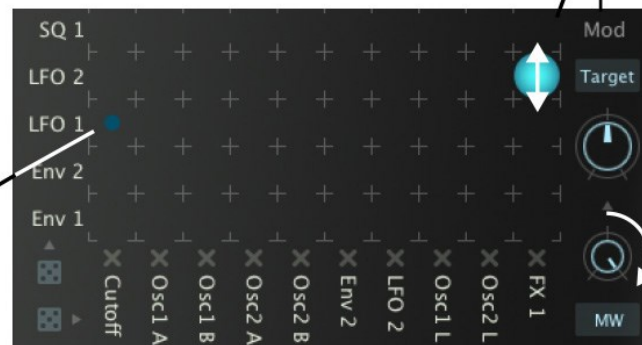 SQ 1
Mod
LFO 2
Target
LFO 1
Env 2
Env 1
Cutoff
Osc1 A
Osc1 B
Osc2 A
Osc2 B
Env 2
LFO 2
Osc1 L
Osc2 L
FX 1
MW